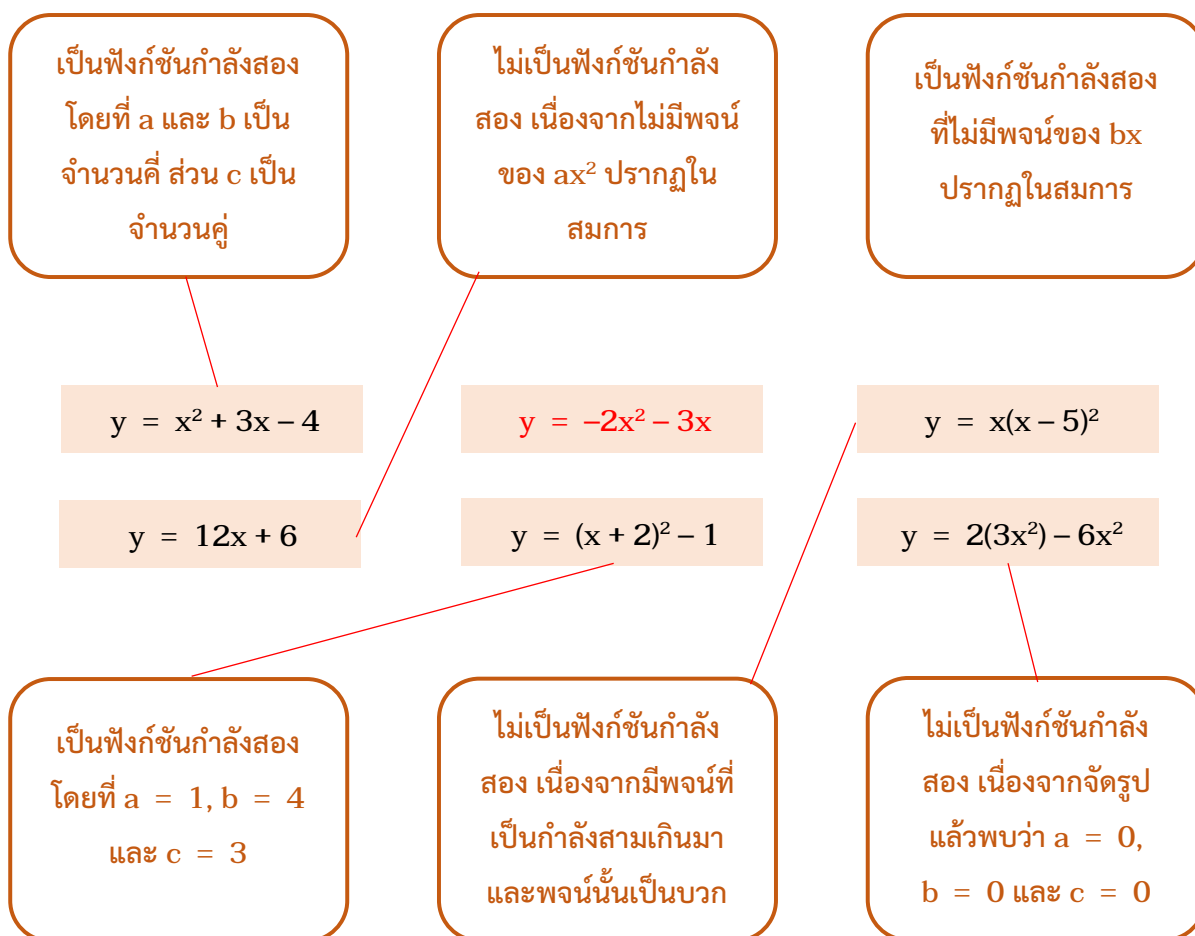 เป็นฟังก์ชันกำลังสอง
โดยที่ a และ b เป็น
จำนวนคี่ ส่วน c เป็น
จำนวนคู่
ไม่เป็นฟังก์ชันกำลัง
สอง เนื่องจากไม่มีพจน์
ของ ax² ปรากฏใน
สมการ
เป็นฟังก์ชันกำลังสอง
ที่ไม่มีพจน์ของ bx
ปรากฏในสมการ
y = x² + 3x – 4
y = –2x² – 3x
y = x(x – 5)²
y = 12x + 6
y = (x + 2)² – 1
y = 2(3x²) – 6x²
เป็นฟังก์ชันกำลังสอง
โดยที่ a = 1, b = 4
และ c = 3
ไม่เป็นฟังก์ชันกำลัง
สอง เนื่องจากมีพจน์ที่
เป็นกำลังสามเกินมา
และพจน์นั้นเป็นบวก
ไม่เป็นฟังก์ชันกำลัง
สอง เนื่องจากจัดรูป
แล้วพบว่า a = 0,
b = 0 และ c = 0